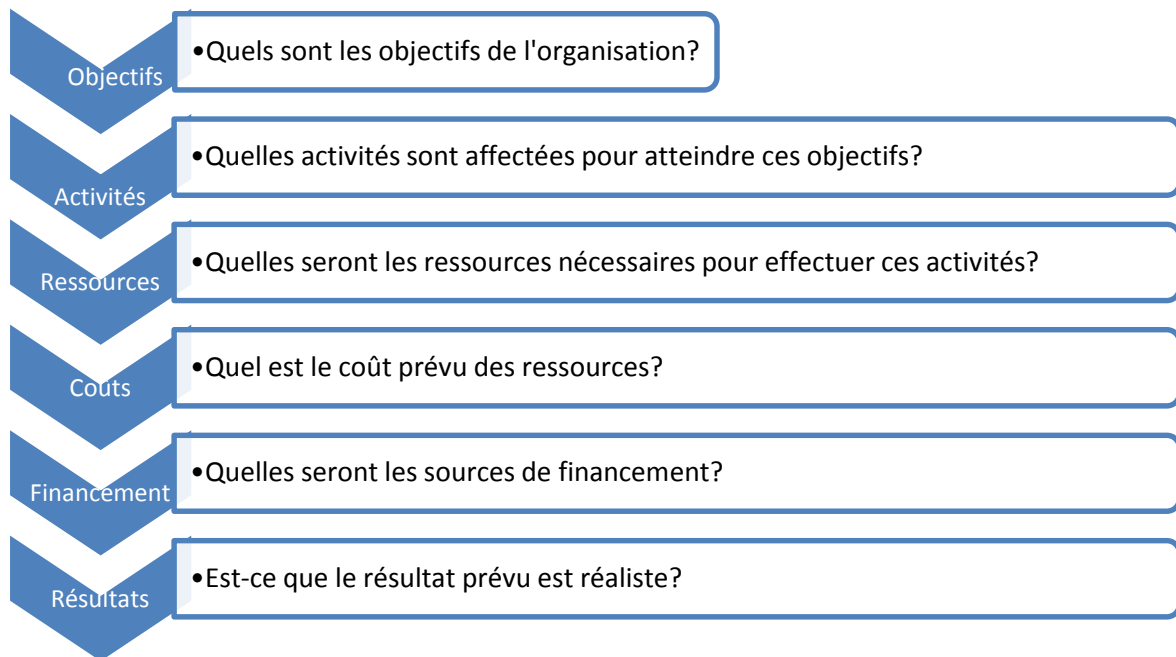 Objectifs
•Quels sont les objectifs de l'organisation?
Activités
•Quelles activités sont affectées pour atteindre ces objectifs?
Ressources
•Quelles seront les ressources nécessaires pour effectuer ces activités?
Coûts
•Quel est le coût prévu des ressources?
Financement
•Quelles seront les sources de financement?
Résultats
•Est-ce que le résultat prévu est réaliste?